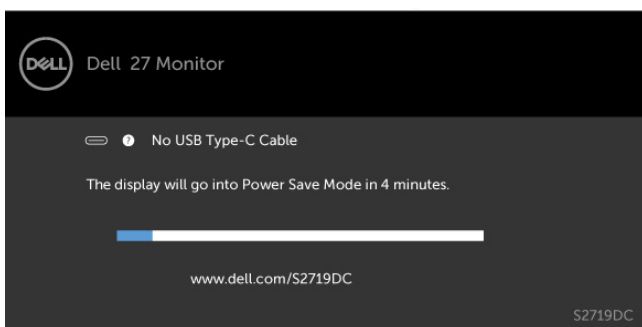 DELL
Dell 27 Monitor
? No USB Type-C Cable
The display will go into Power Save Mode in 4 minutes.
www.dell.com/S2719DC
S2719DC